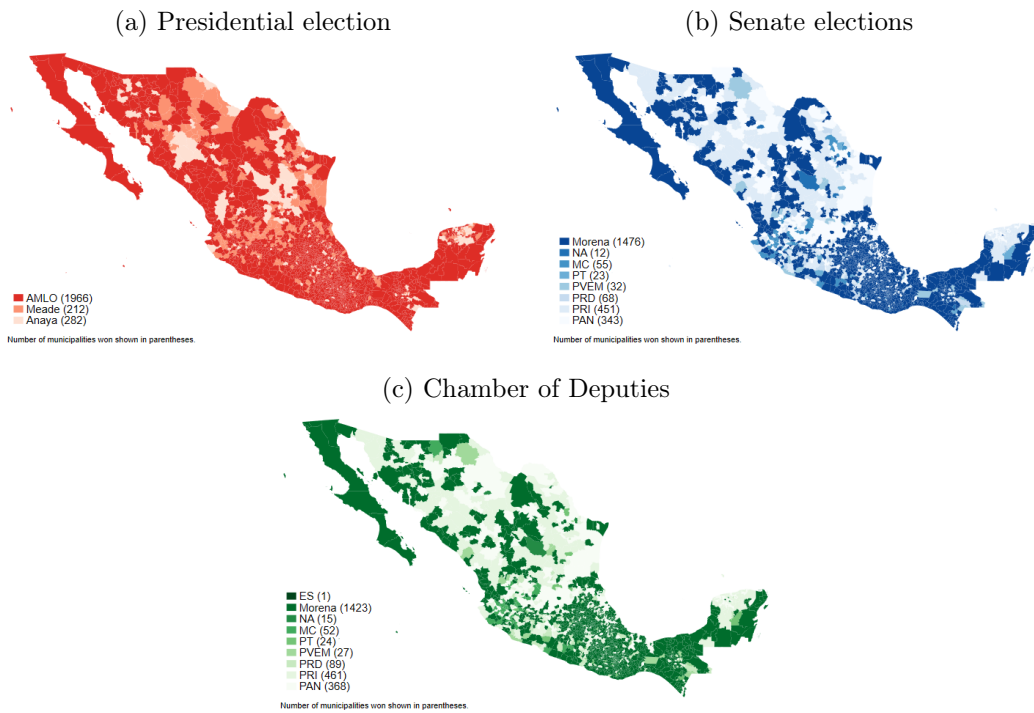 (a) Presidential election
AMLO (1966)
Meade (212)
Anaya (282)
Number of municipalities won shown in parentheses.
(b) Senate elections
Morena (1476)
NA (12)
MC (55)
PT (23)
PVEM (32)
PRD (68)
PRI (451)
PAN (343)
Number of municipalities won shown in parentheses.
(c) Chamber of Deputies
ES (1)
Morena (1423)
NA (15)
MC (52)
PT (24)
PVEM (27)
PRD (89)
PRI (461)
PAN (368)
Number of municipalities won shown in parentheses.